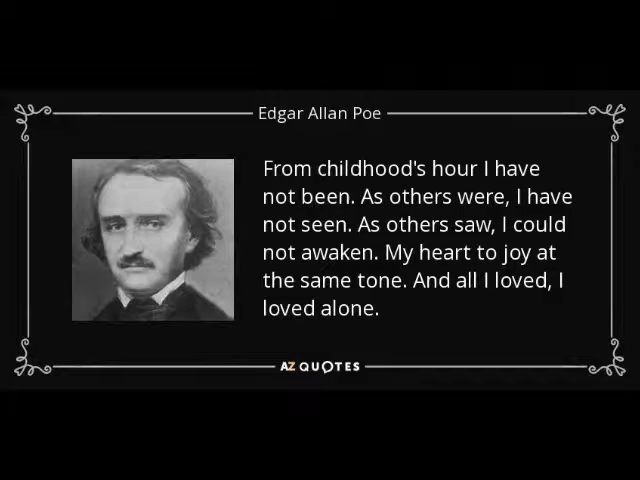 Edgar Allan Poe
From childhood's hour I have
not been. As others were, I have
not seen. As others saw, I could
not awaken. My heart to joy at
the same tone. And all I loved, I
loved alone.
AZ QUOTES